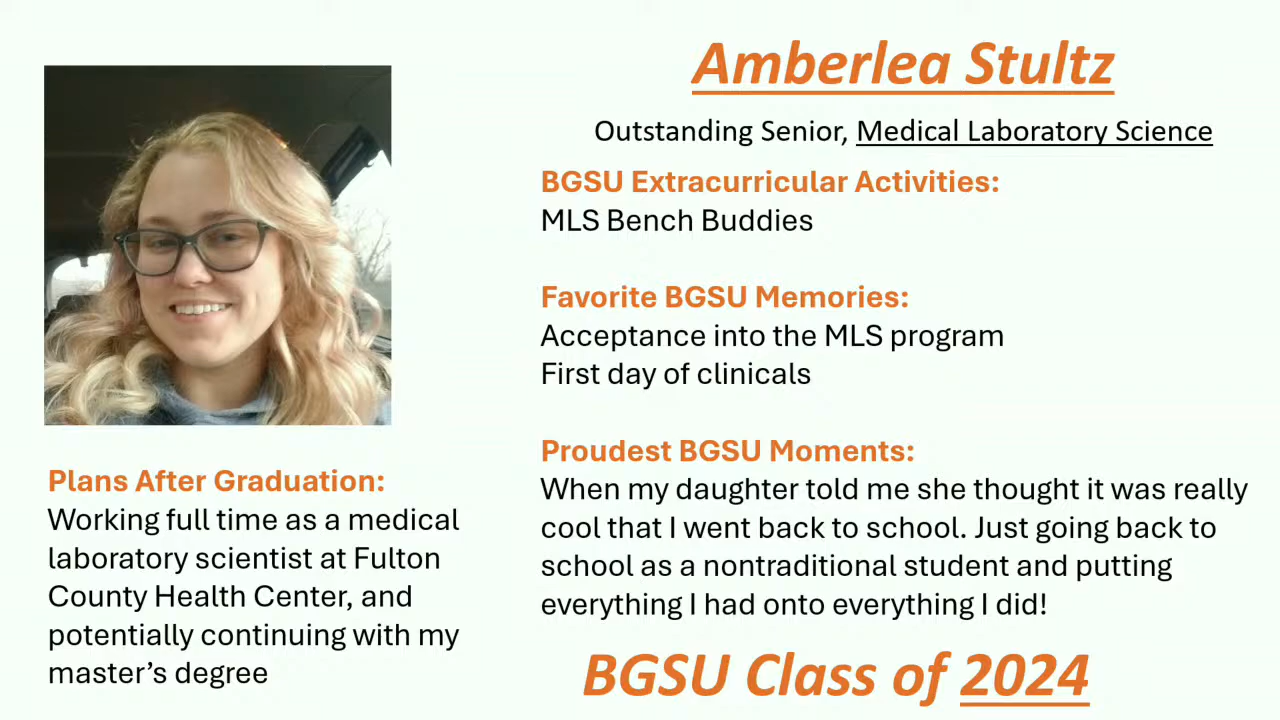 Amberlea Stultz
Outstanding Senior, Medical Laboratory Science
BGSU Extracurricular Activities:
MLS Bench Buddies
Favorite BGSU Memories:
Acceptance into the MLS program
First day of clinicals
Proudest BGSU Moments:
When my daughter told me she thought it was really
cool that I went back to school. Just going back to
school as a nontraditional student and putting
everything I had onto everything I did!
Plans After Graduation:
Working full time as a medical
laboratory scientist at Fulton
County Health Center, and
potentially continuing with my
master’s degree
BGSU Class of 2024